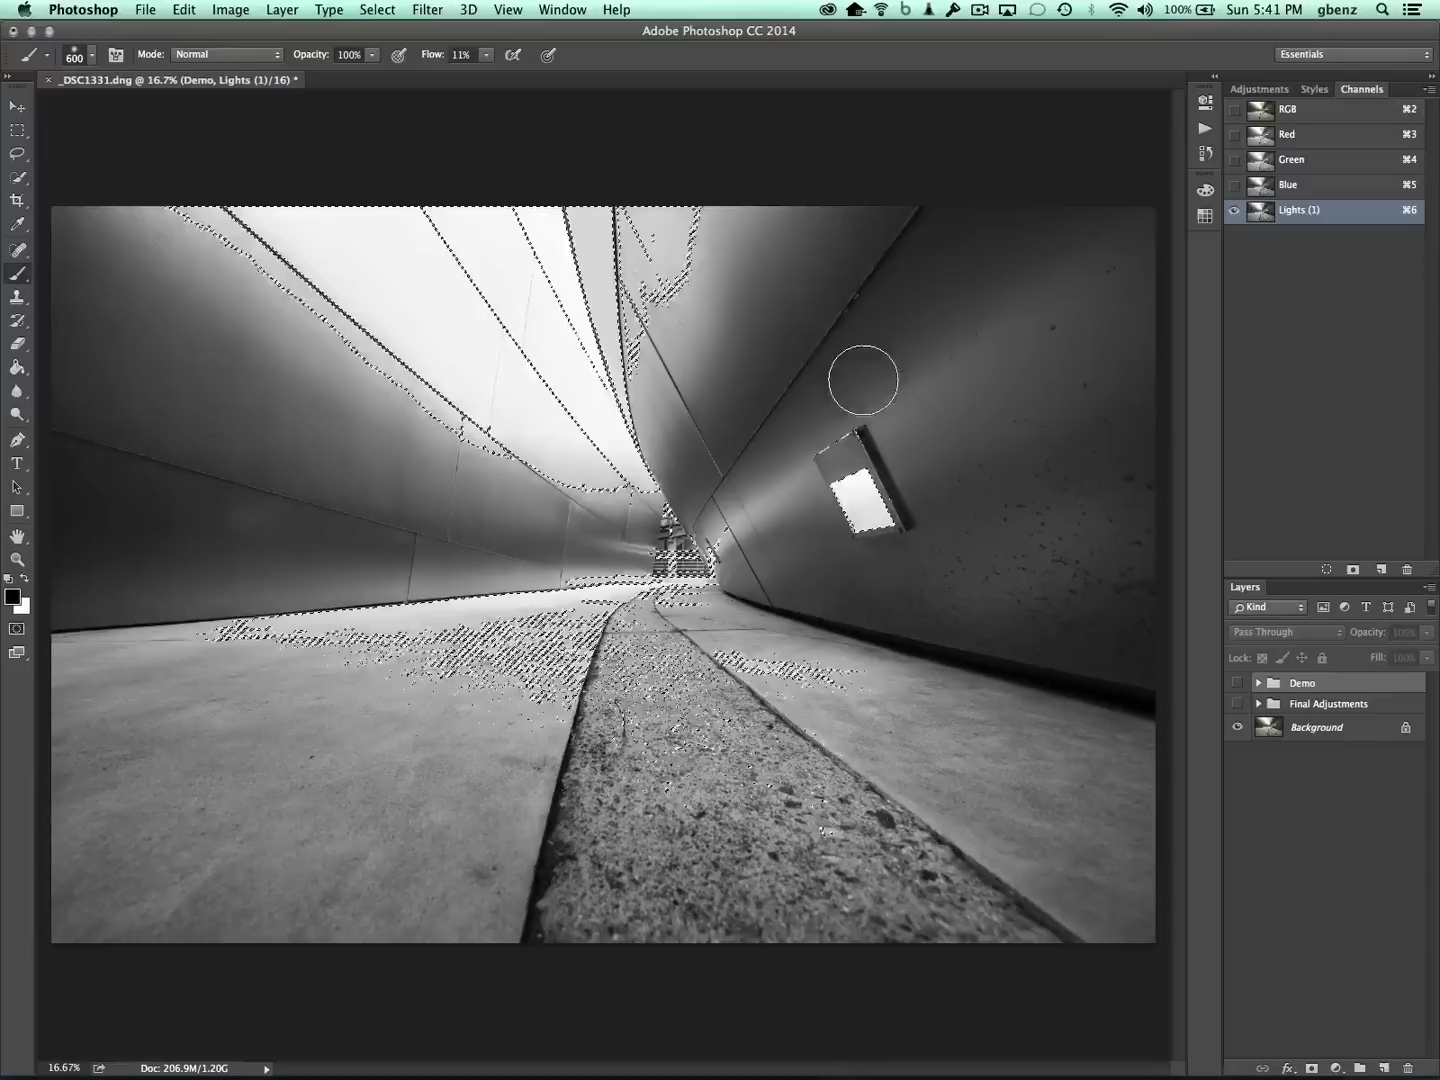 Photoshop File Edit Image Layer Type Select Filter 3D View Window Help 100% Sun 5:41 PM gbenz
Adobe Photoshop CC 2014
600 Mode: Normal Opacity: 100% Flow: 11% Essentials
_DSC1331.dng @ 16.7% (Demo, Lights (1)/16) *
Adjustments Styles Channels
RGB ⌘2
Red ⌘3
Green ⌘4
Blue ⌘5
Lights (1) ⌘6
Layers
Kind
Pass Through Opacity: 100%
Lock: Fill: 100%
Demo
Final Adjustments
Background
16.67% Doc: 206.9M/1.20G